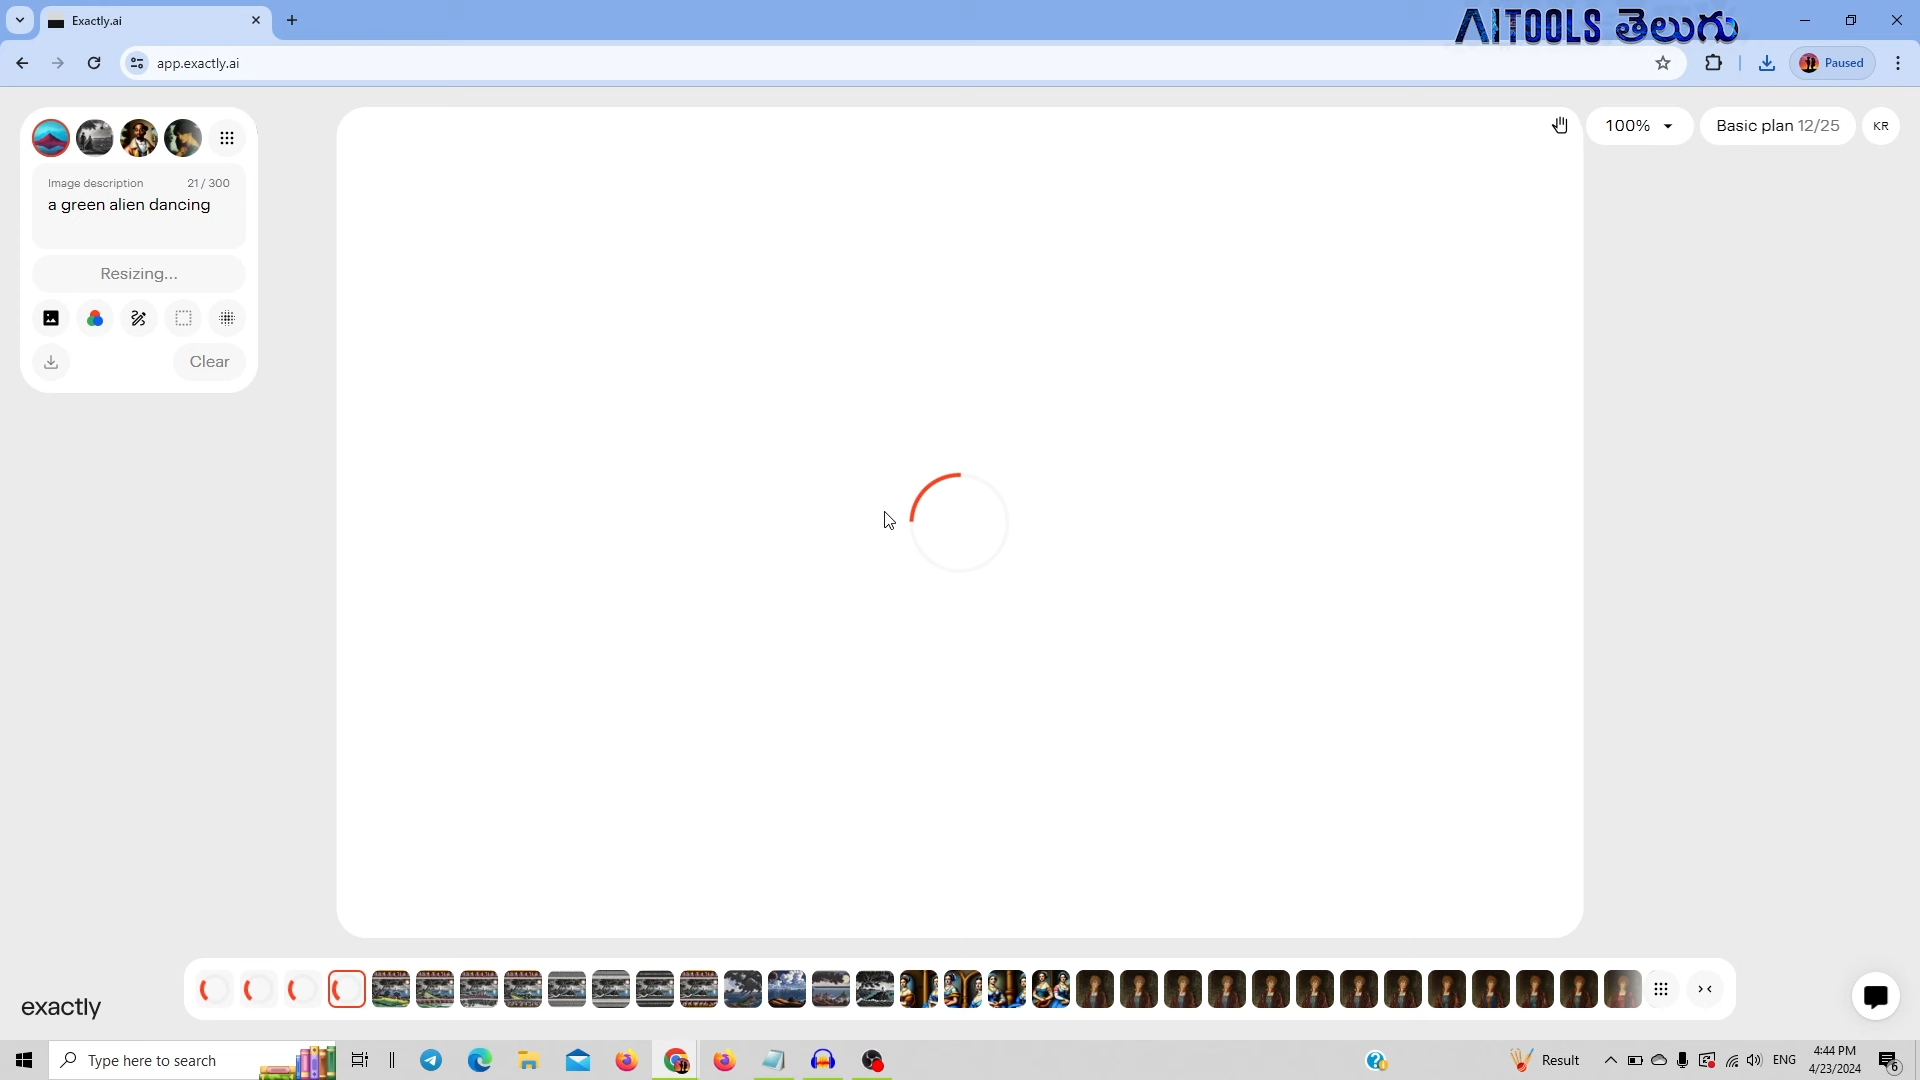 Exactly.ai
AITOOLS తెలుగు
app.exactly.ai
Paused
100%
Basic plan 12/25
KR
Image description 21 / 300
a green alien dancing
Resizing...
Clear
exactly
Type here to search
Result
ENG
4:44 PM
4/23/2024
6